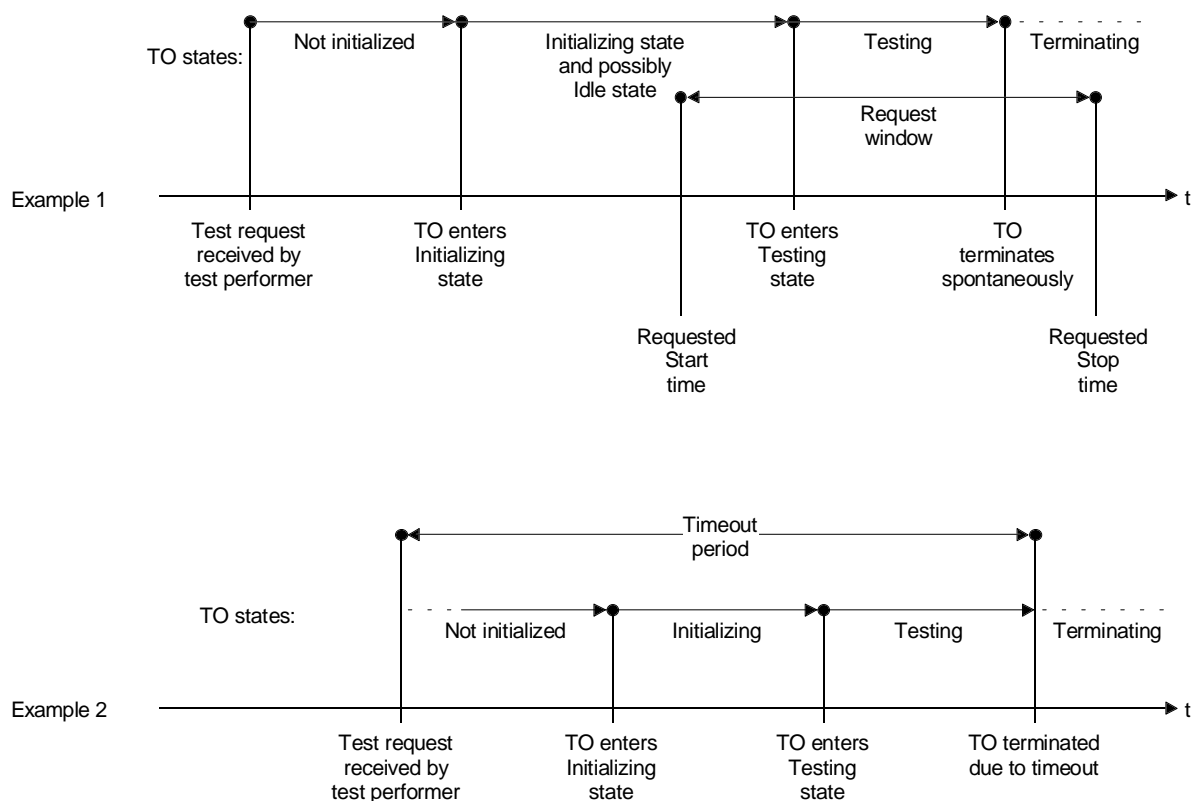 Not initialized
Initializing state
and possibly
Idle state
Testing
Terminating
TO states:
Request
window
Example 1
t
Test request
received by
test performer
TO enters
Initializing
state
TO enters
Testing
state
TO
terminates
spontaneously
Requested
Start
time
Requested
Stop
time
Timeout
period
TO states:
Not initialized
Initializing
Testing
Terminating
Example 2
t
Test request
received by
test performer
TO enters
Initializing
state
TO enters
Testing
state
TO terminated
due to timeout